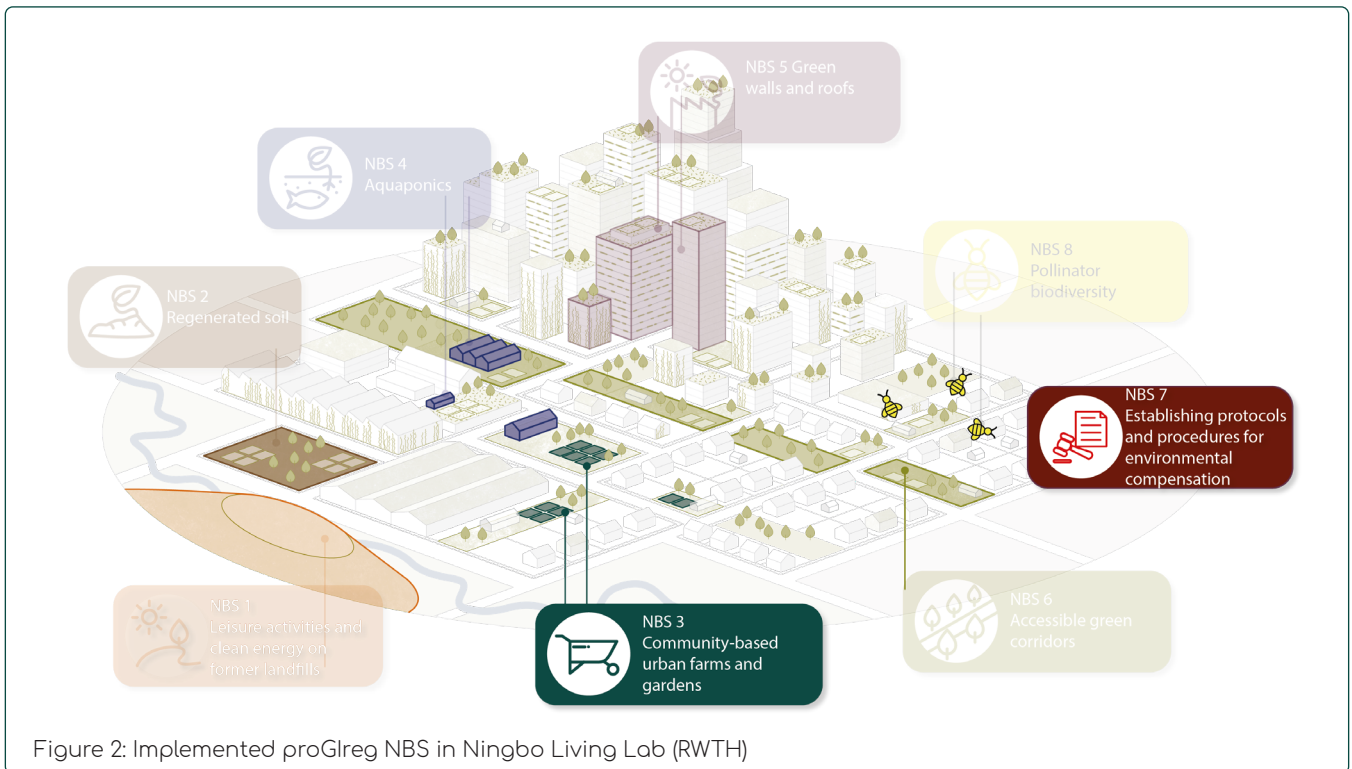 NBS 5 Green
walls and roofs
NBS 4
Aquaponics
NBS 8
Pollinator
biodiversity
NBS 2
Regenerated soil
NBS 7
Establishing protocols
and procedures for
environmental
compensation
NBS 1
Leisure activities and
clean energy on
former landfills
NBS 3
Community-based
urban farms and
gardens
NBS 6
Accessible green
corridors
Figure 2: Implemented proGIreg NBS in Ningbo Living Lab (RWTH)